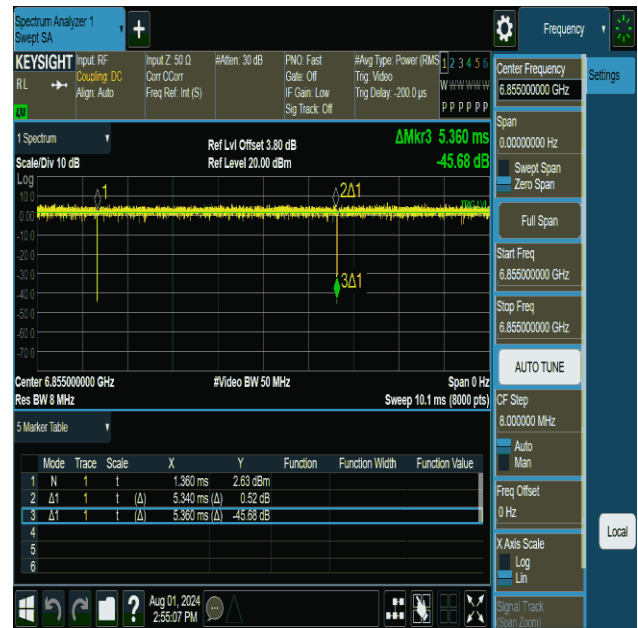 Spectrum Analyzer 1
Swept SA
+
Frequency
KEYSIGHT
RL
Input: RF
Coupling: DC
Align: Auto
Input Z: 50 Ω
Corr CCorr
Freq Ref: Int (S)
#Atten: 30 dB
PNO: Fast
Gate: Off
IF Gain: Low
Sig Track: Off
#Avg Type: Power (RMS
Trig: Video
Trig Delay: -200.0 µs
1 2 3 4 5 6
W W W W W W
P P P P P P
1 Spectrum
Scale/Div 10 dB
Ref Lvl Offset 3.80 dB
Ref Level 20.00 dBm
ΔMkr3 5.360 ms
-45.68 dB
Log
10.0
0.00
-10.0
-20.0
-30.0
-40.0
-50.0
-60.0
-70.0
1
2Δ1
TRIG LVL
3Δ1
Center 6.855000000 GHz
Res BW 8 MHz
#Video BW 50 MHz
Span 0 Hz
Sweep 10.1 ms (8000 pts)
5 Marker Table
Mode Trace Scale X Y Function Function Width Function Value
1 N 1 t 1.360 ms 2.63 dBm
2 Δ1 1 t (Δ) 5.340 ms (Δ) 0.52 dB
3 Δ1 1 t (Δ) 5.360 ms (Δ) -45.68 dB
4
5
6
Aug 01, 2024
2:55:07 PM
Center Frequency
6.855000000 GHz
Settings
Span
0.00000000 Hz
Swept Span
Zero Span
Full Span
Start Freq
6.855000000 GHz
Stop Freq
6.855000000 GHz
AUTO TUNE
CF Step
8.000000 MHz
Auto
Man
Freq Offset
0 Hz
X Axis Scale
Log
Lin
Signal Track
(Span Zoom)
Local
?